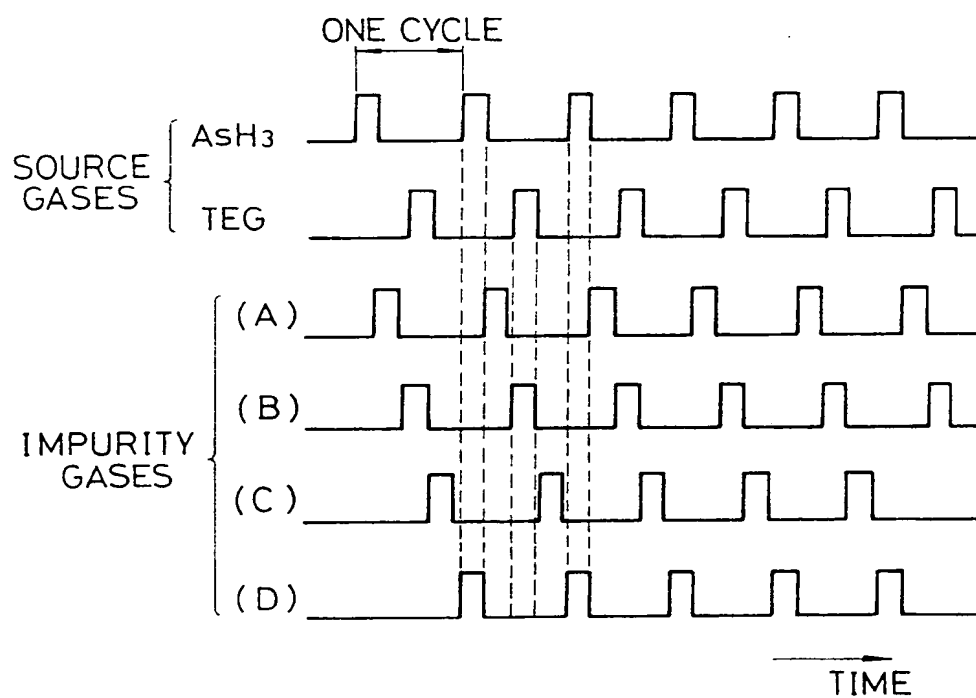 ONE CYCLE
AsH3
SOURCE
GASES
TEG
(A)
(B)
IMPURITY
GASES
(C)
(D)
TIME